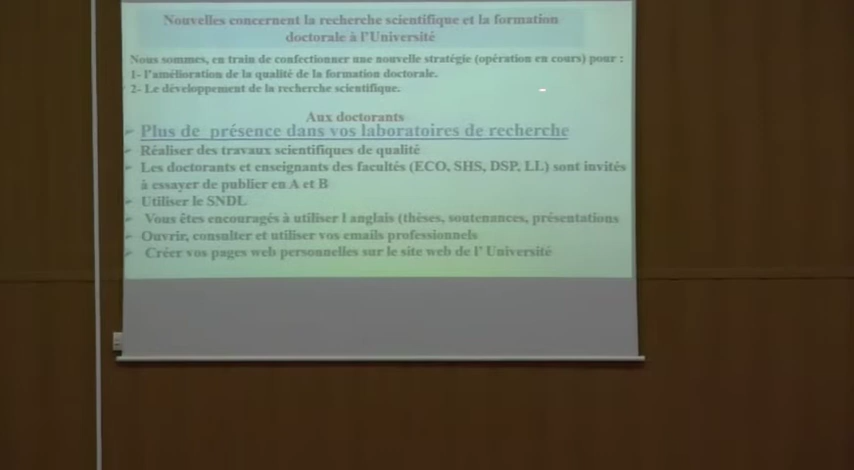 Nouvelles concernent la recherche scientifique et la formation
doctorale à l'Université
Nous sommes, en train de confectionner une nouvelle stratégie (opération en cours) pour :
1- l'amélioration de la qualité de la formation doctorale.
2- Le développement de la recherche scientifique.
Aux doctorants
➢ Plus de présence dans vos laboratoires de recherche
➢ Réaliser des travaux scientifiques de qualité
➢ Les doctorants et enseignants des facultés (ECO, SHS, DSP, LL) sont invités
à essayer de publier en A et B
➢ Utiliser le SNDL
➢ Vous êtes encouragés à utiliser l anglais (thèses, soutenances, présentations
➢ Ouvrir, consulter et utiliser vos emails professionnels
➢ Créer vos pages web personnelles sur le site web de l' Université